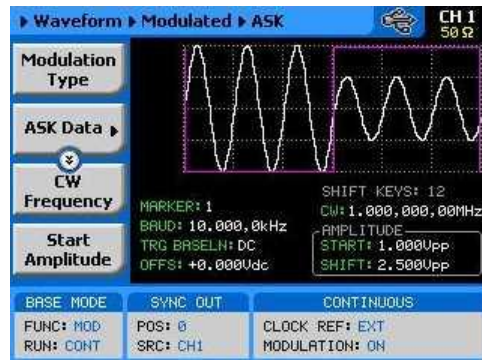 ▸ Waveform ▸ Modulated ▸ ASK
CH 1
50 Ω
Modulation
Type
ASK Data ▸
CW
Frequency
Start
Amplitude
MARKER: 1
BAUD: 10.000,0kHz
TRG BASELN: DC
OFFS: +0.000Vdc
SHIFT KEYS: 12
CW: 1.000,000,00MHz
AMPLITUDE
START: 1.000Vpp
SHIFT: 2.500Vpp
BASE MODE
FUNC: MOD
RUN: CONT
SYNC OUT
POS: 0
SRC: CH1
CONTINUOUS
CLOCK REF: EXT
MODULATION: ON